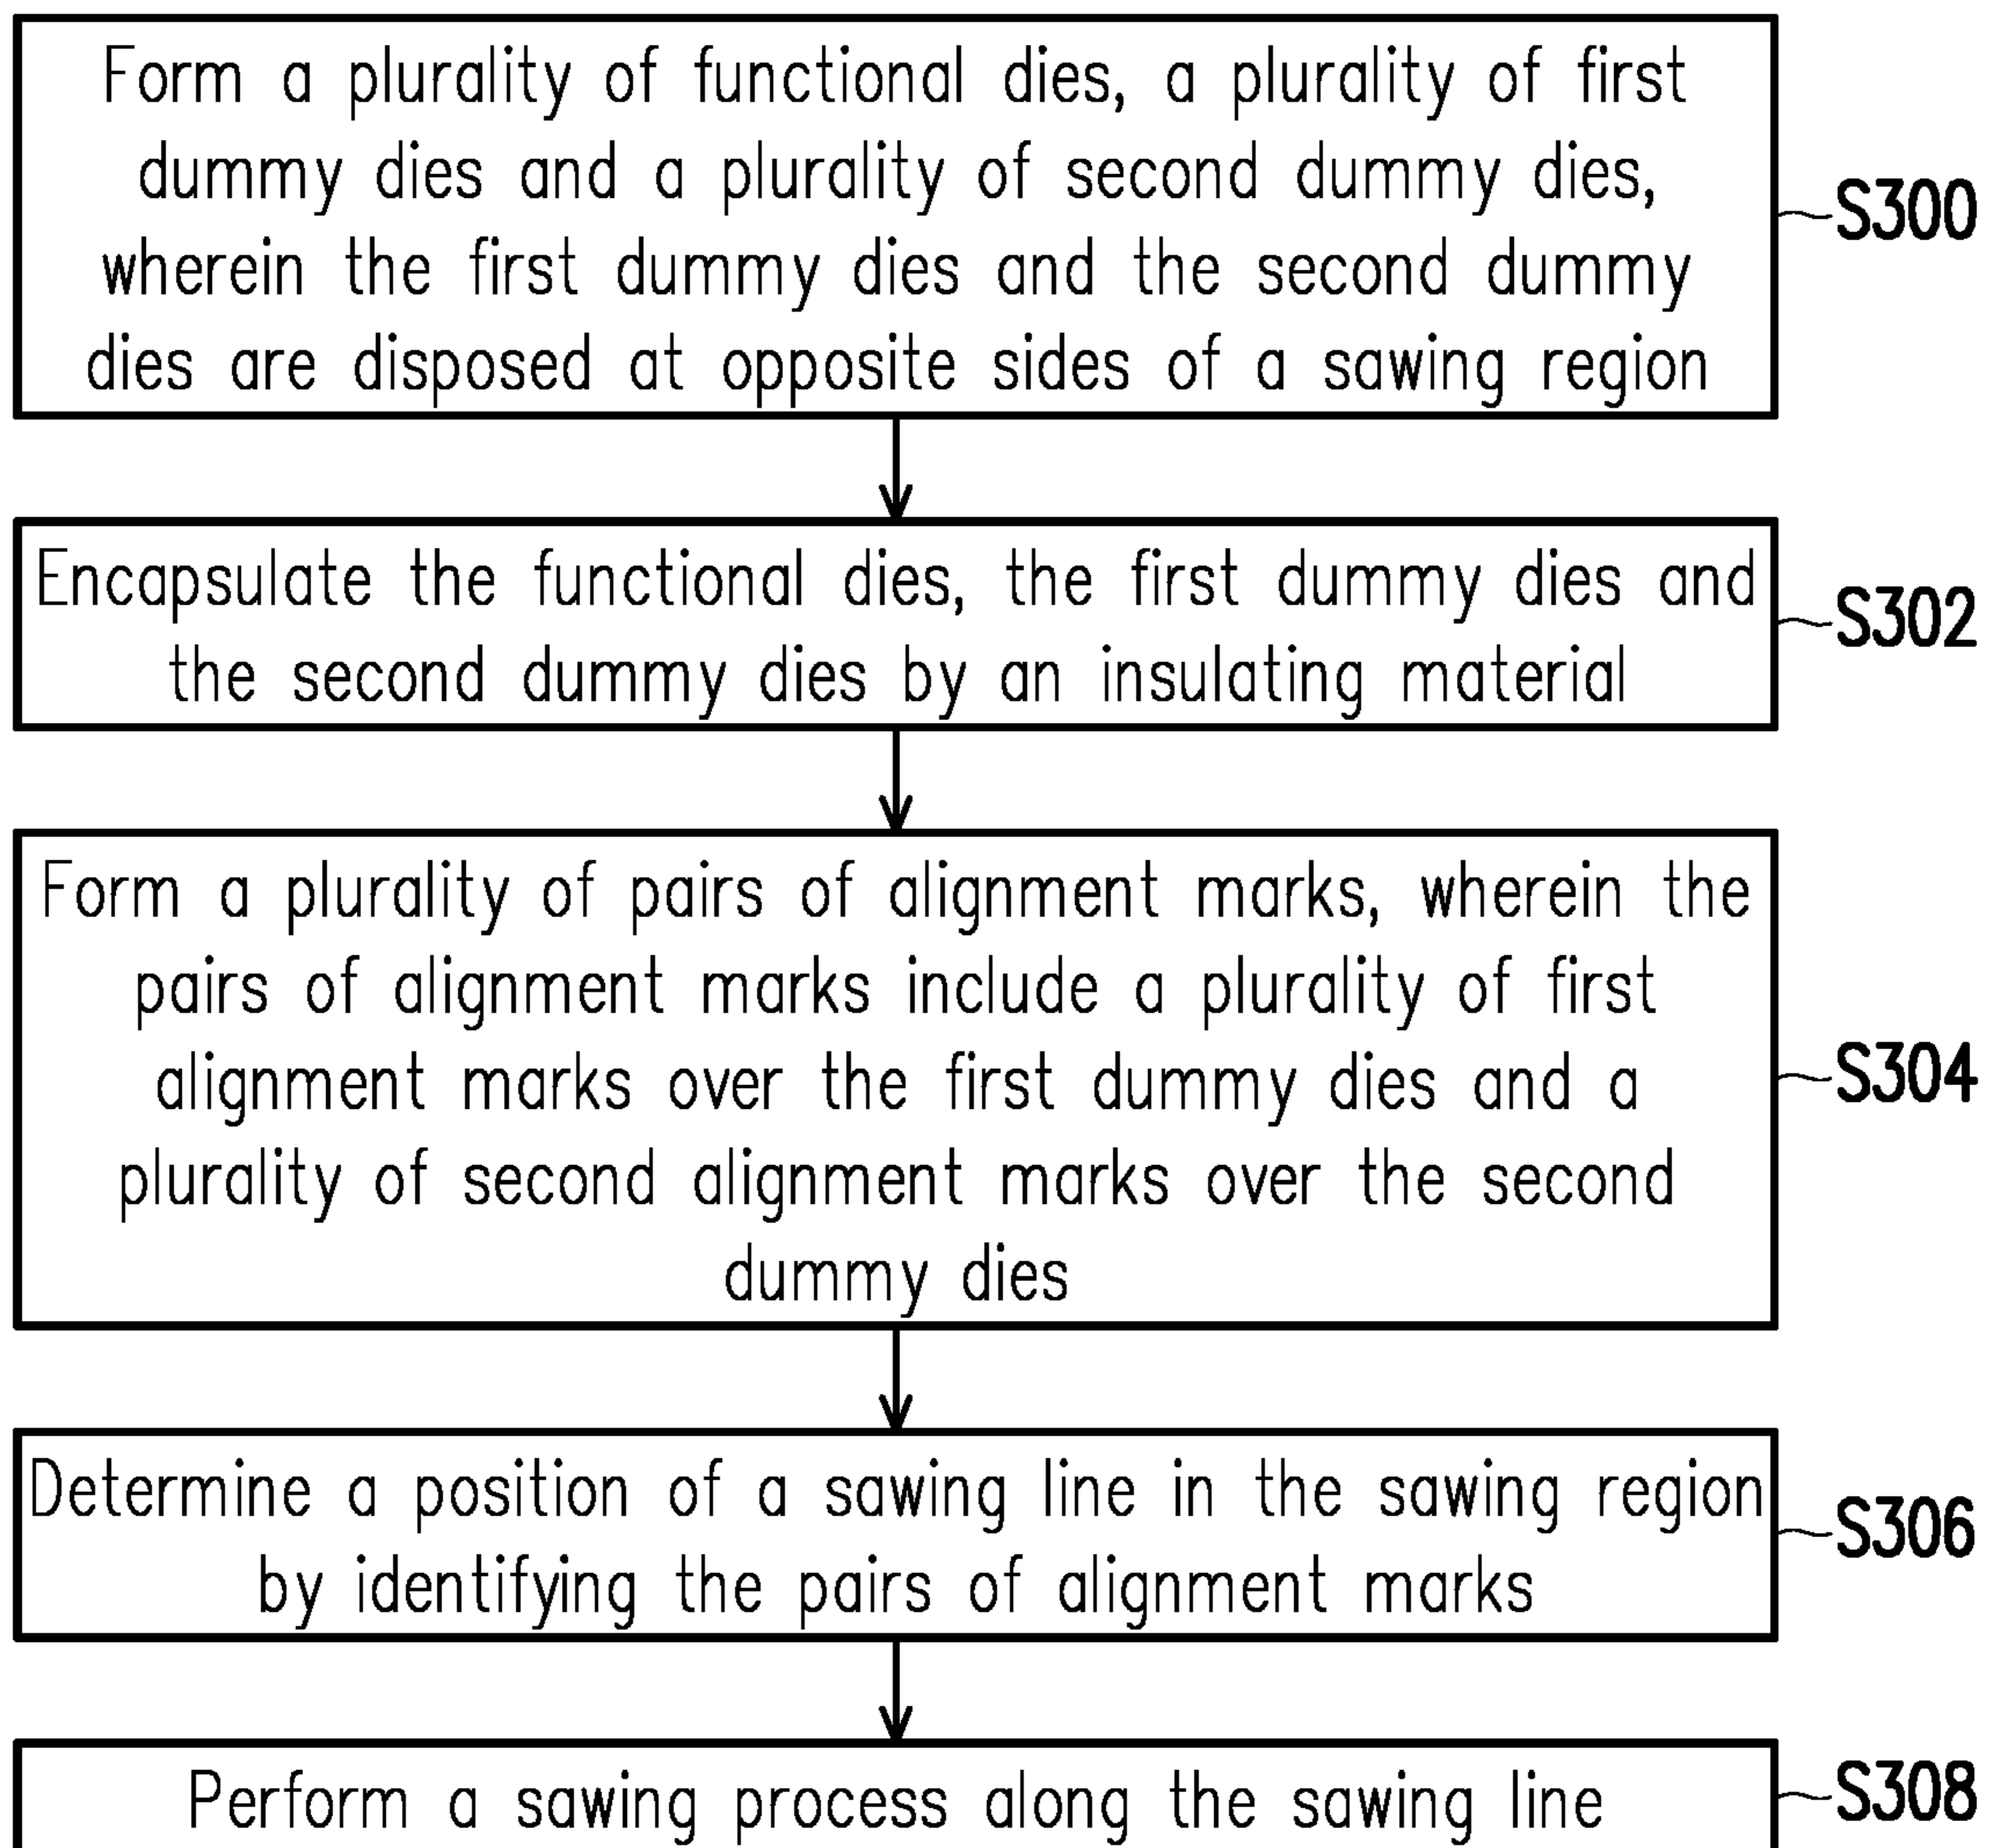 Form a plurality of functional dies, a plurality of first
dummy dies and a plurality of second dummy dies,
wherein the first dummy dies and the second dummy
dies are disposed at opposite sides of a sawing region
S300
Encapsulate the functional dies, the first dummy dies and
the second dummy dies by an insulating material
S302
Form a plurality of pairs of alignment marks, wherein the
pairs of alignment marks include a plurality of first
alignment marks over the first dummy dies and a
plurality of second alignment marks over the second
dummy dies
S304
Determine a position of a sawing line in the sawing region
by identifying the pairs of alignment marks
S306
Perform a sawing process along the sawing line
S308